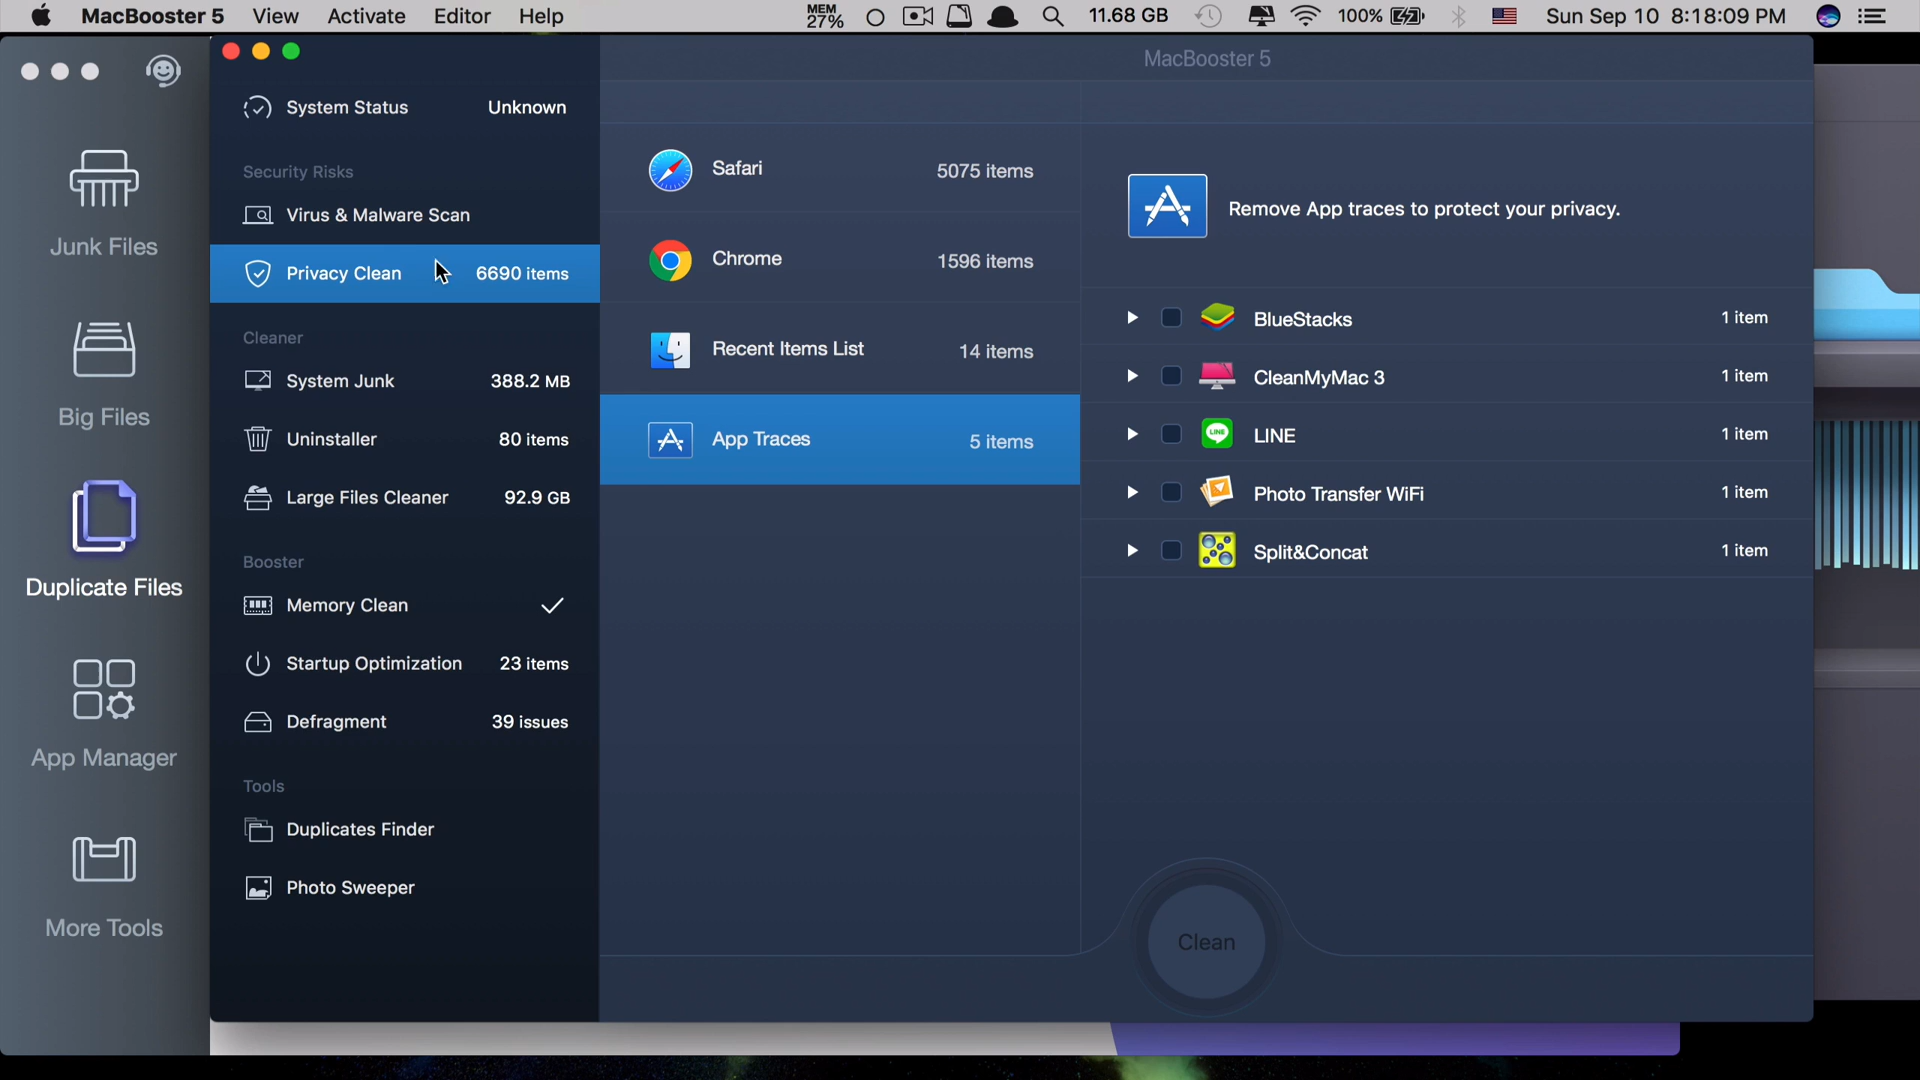 MacBooster 5 View Activate Editor Help MEM 27% 11.68 GB 100% Sun Sep 10 8:18:09 PM
Junk Files
Big Files
Duplicate Files
App Manager
More Tools
System Status Unknown
Security Risks
Virus & Malware Scan
Privacy Clean 6690 items
Cleaner
System Junk 388.2 MB
Uninstaller 80 items
Large Files Cleaner 92.9 GB
Booster
Memory Clean
Startup Optimization 23 items
Defragment 39 issues
Tools
Duplicates Finder
Photo Sweeper
MacBooster 5
Safari 5075 items
Chrome 1596 items
Recent Items List 14 items
App Traces 5 items
Remove App traces to protect your privacy.
BlueStacks 1 item
CleanMyMac 3 1 item
LINE LINE 1 item
Photo Transfer WiFi 1 item
Split&Concat 1 item
Clean